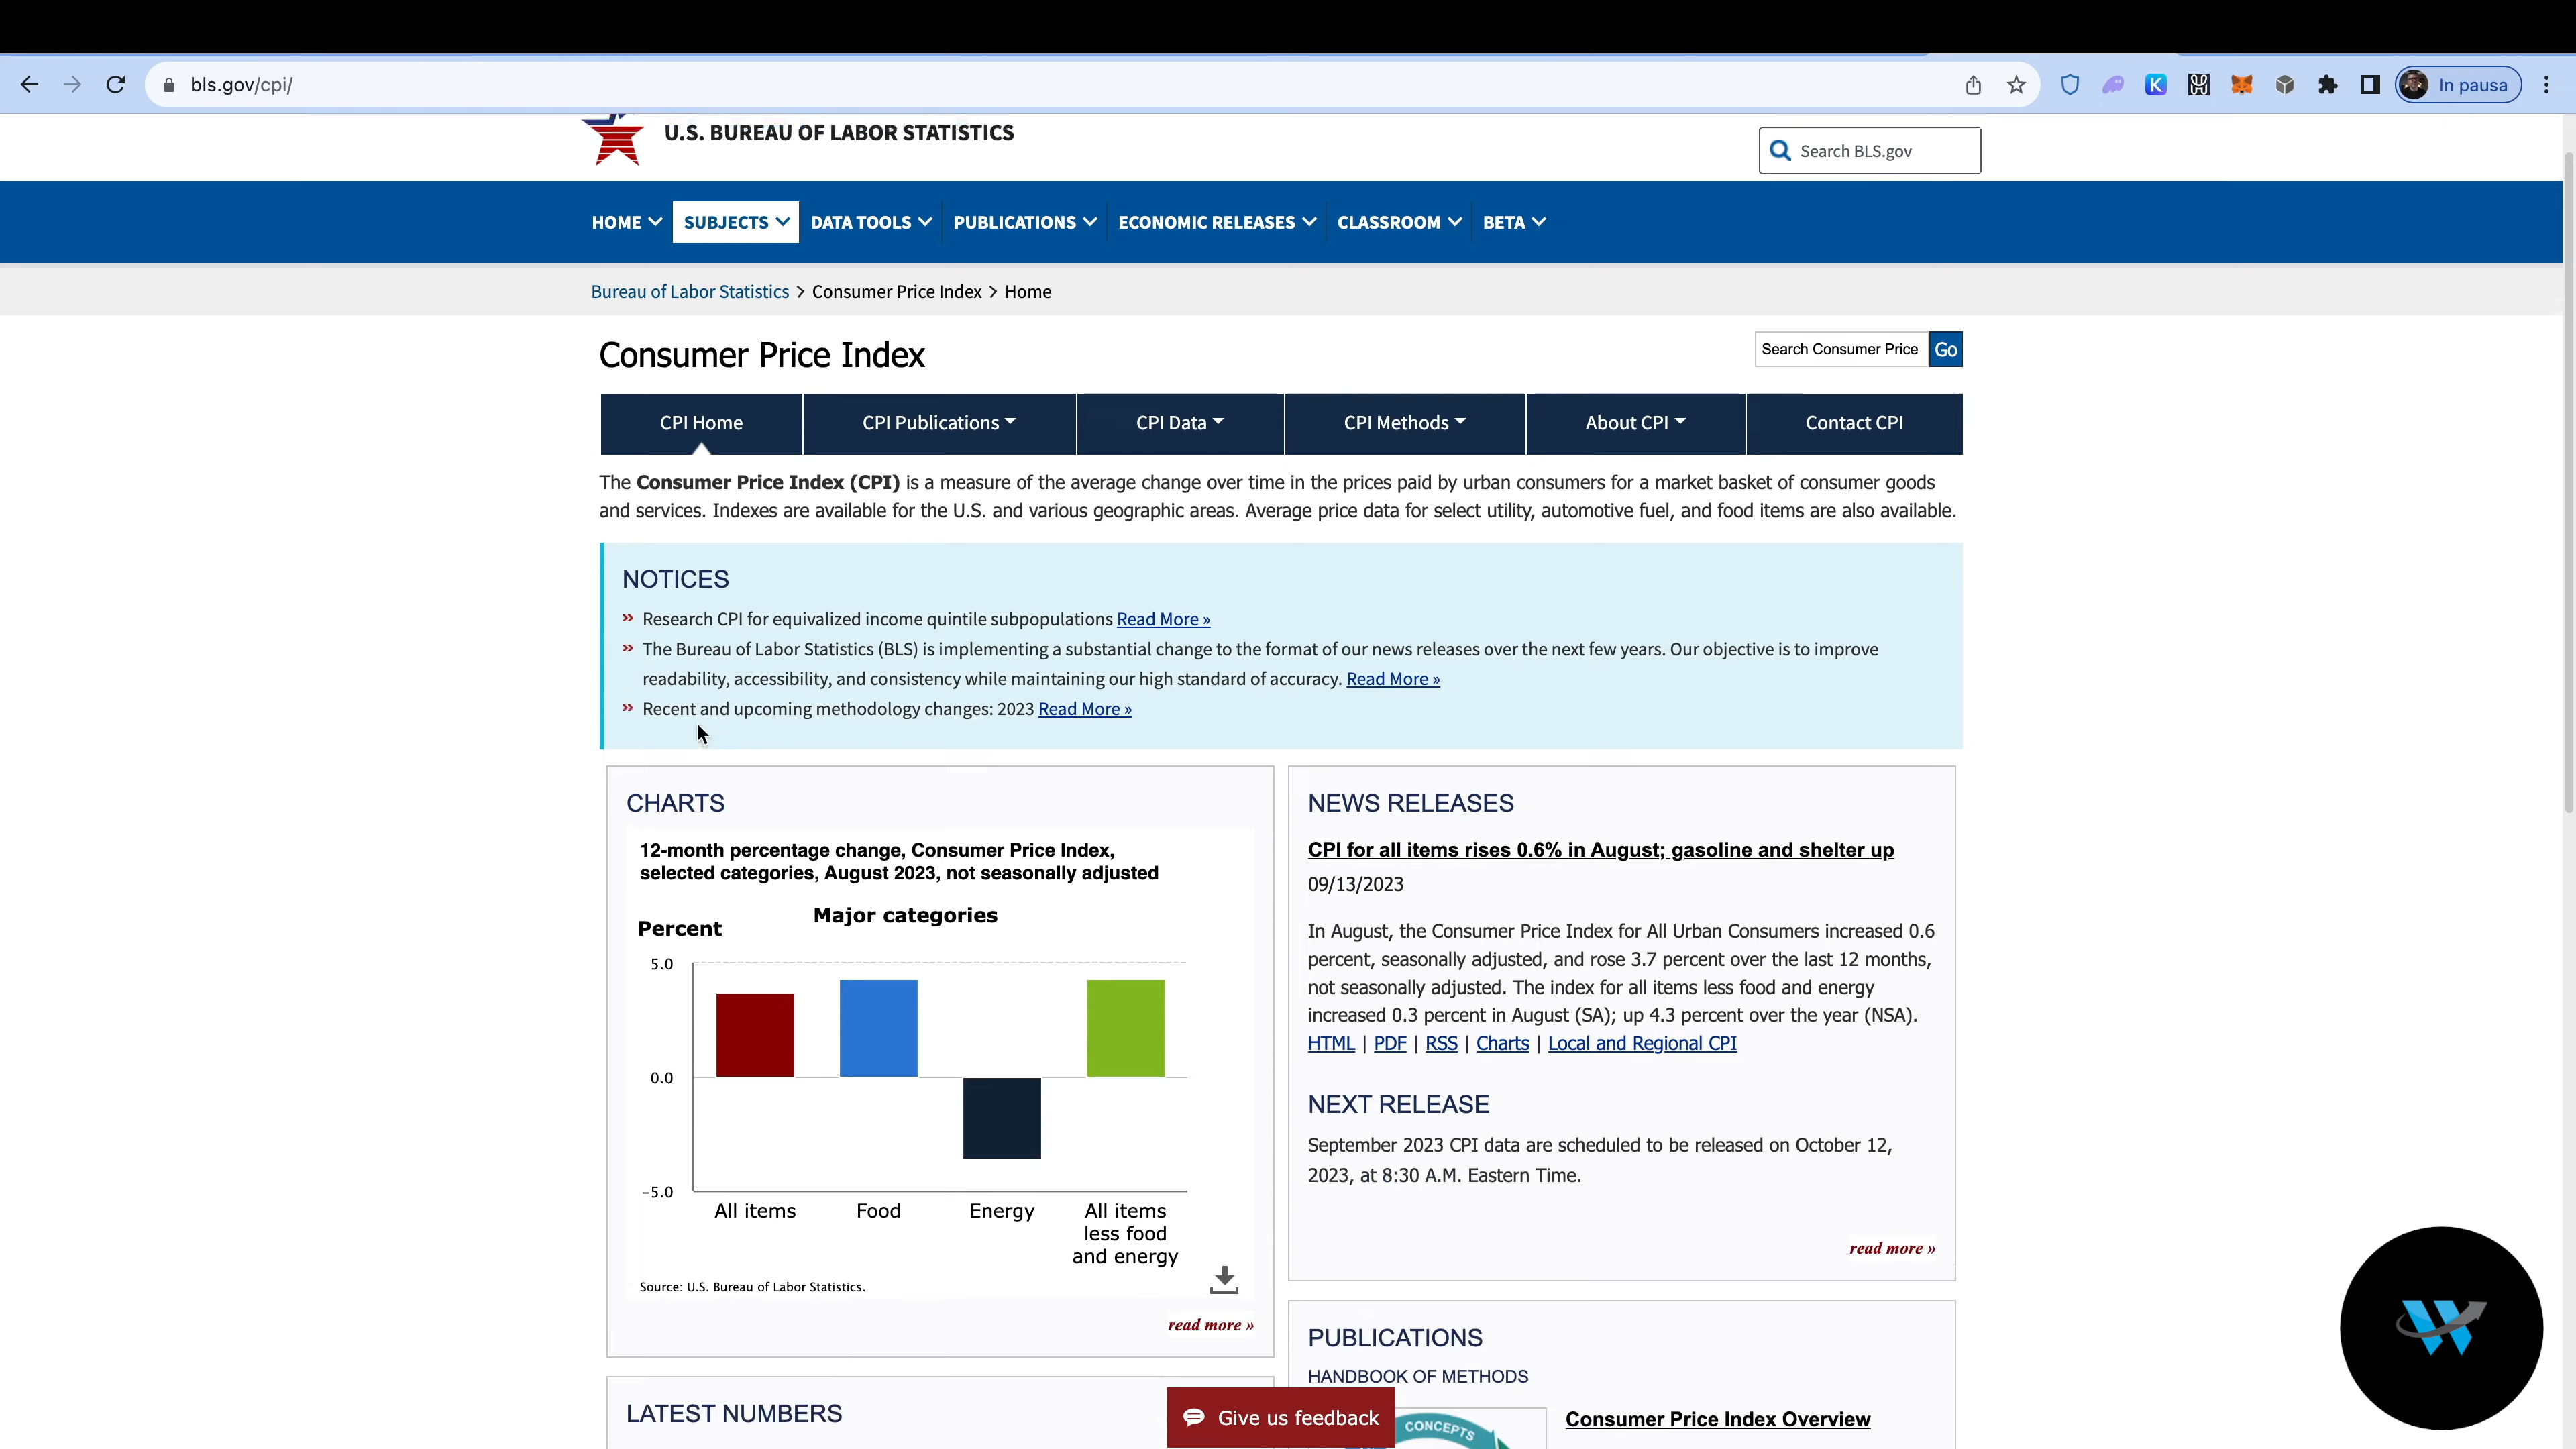 bls.gov/cpi/
In pausa
U.S. BUREAU OF LABOR STATISTICS
Search BLS.gov
HOME SUBJECTS DATA TOOLS PUBLICATIONS ECONOMIC RELEASES CLASSROOM BETA
Bureau of Labor Statistics > Consumer Price Index > Home
Consumer Price Index
Search Consumer Price Go
CPI Home CPI Publications CPI Data CPI Methods About CPI Contact CPI
The Consumer Price Index (CPI) is a measure of the average change over time in the prices paid by urban consumers for a market basket of consumer goods
and services. Indexes are available for the U.S. and various geographic areas. Average price data for select utility, automotive fuel, and food items are also available.
NOTICES
» Research CPI for equivalized income quintile subpopulations Read More »
» The Bureau of Labor Statistics (BLS) is implementing a substantial change to the format of our news releases over the next few years. Our objective is to improve
readability, accessibility, and consistency while maintaining our high standard of accuracy. Read More »
» Recent and upcoming methodology changes: 2023 Read More »
CHARTS
12-month percentage change, Consumer Price Index,
selected categories, August 2023, not seasonally adjusted
Major categories
Percent
5.0
0.0
-5.0
All items Food Energy All items
less food
and energy
Source: U.S. Bureau of Labor Statistics.
read more »
NEWS RELEASES
CPI for all items rises 0.6% in August; gasoline and shelter up
09/13/2023
In August, the Consumer Price Index for All Urban Consumers increased 0.6
percent, seasonally adjusted, and rose 3.7 percent over the last 12 months,
not seasonally adjusted. The index for all items less food and energy
increased 0.3 percent in August (SA); up 4.3 percent over the year (NSA).
HTML | PDF | RSS | Charts | Local and Regional CPI
NEXT RELEASE
September 2023 CPI data are scheduled to be released on October 12,
2023, at 8:30 A.M. Eastern Time.
read more »
PUBLICATIONS
HANDBOOK OF METHODS
CONCEPTS
Consumer Price Index Overview
LATEST NUMBERS
Give us feedback
K
W